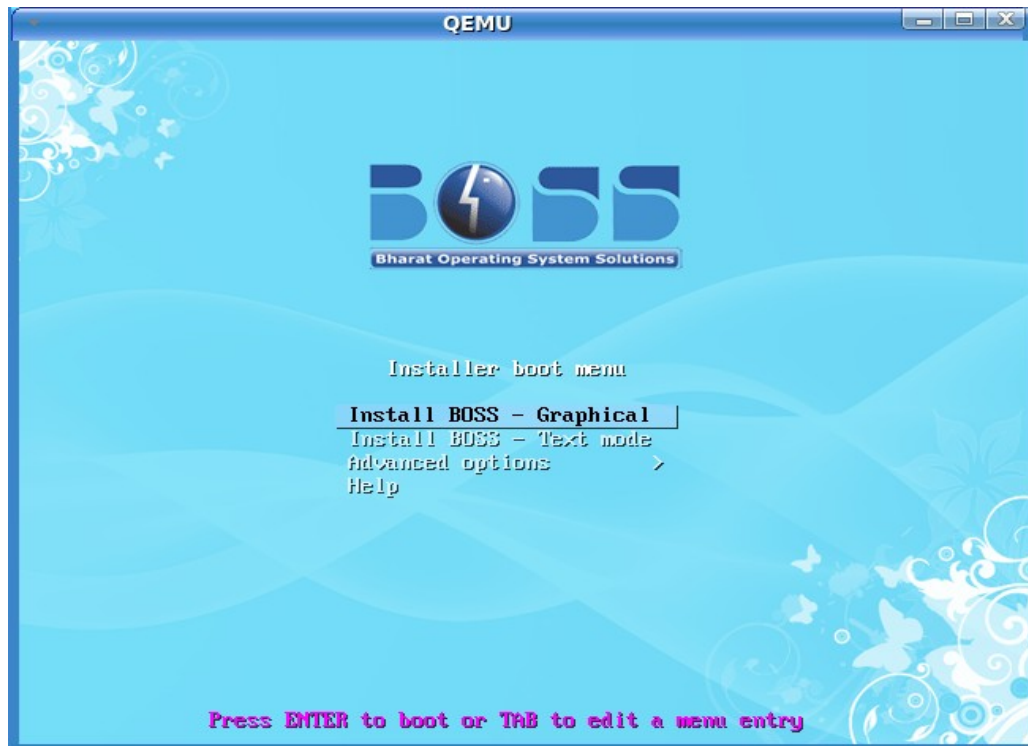 QEMU
BOSS
Bharat Operating System Solutions
Installer boot menu
Install BOSS - Graphical
Install BOSS - Text mode
Advanced options >
Help
Press ENTER to boot or TAB to edit a menu entry